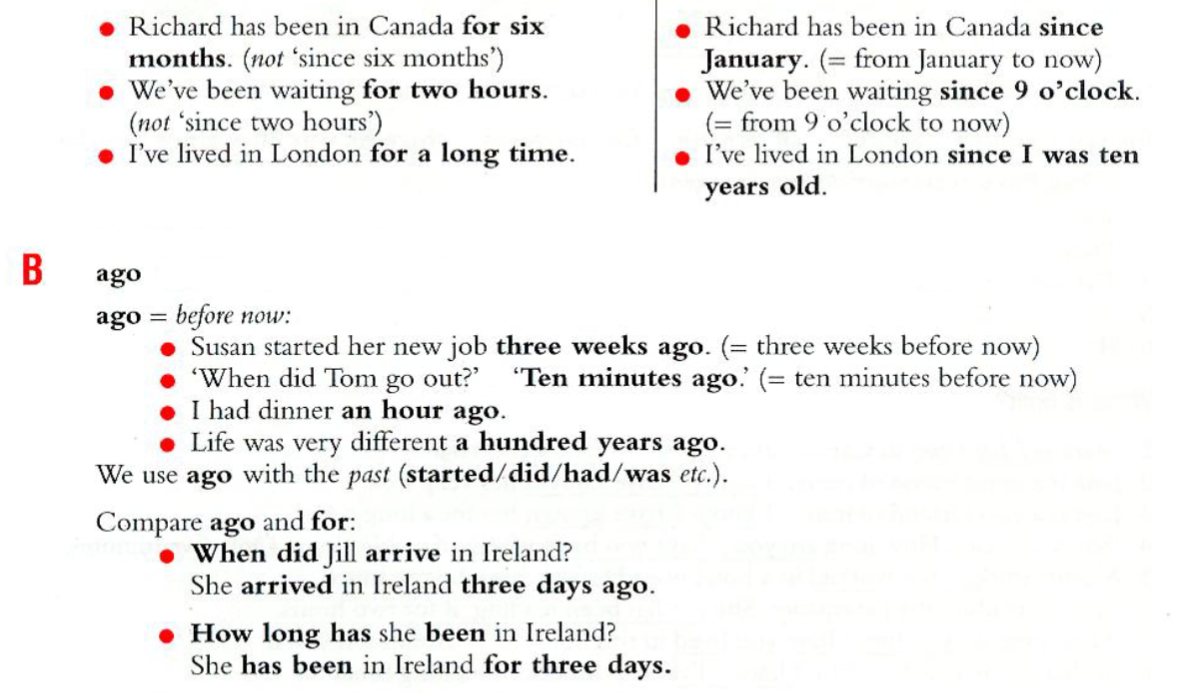 ● Richard has been in Canada for six
months. (not ‘since six months’)
● We’ve been waiting for two hours.
(not ‘since two hours’)
● I’ve lived in London for a long time.
● Richard has been in Canada since
January. (= from January to now)
● We’ve been waiting since 9 o’clock.
(= from 9 o’clock to now)
● I’ve lived in London since I was ten
years old.
B ago
ago = before now:
● Susan started her new job three weeks ago. (= three weeks before now)
● ‘When did Tom go out?’ ‘Ten minutes ago.’ (= ten minutes before now)
● I had dinner an hour ago.
● Life was very different a hundred years ago.
We use ago with the past (started/did/had/was etc.).
Compare ago and for:
● When did Jill arrive in Ireland?
She arrived in Ireland three days ago.
● How long has she been in Ireland?
She has been in Ireland for three days.